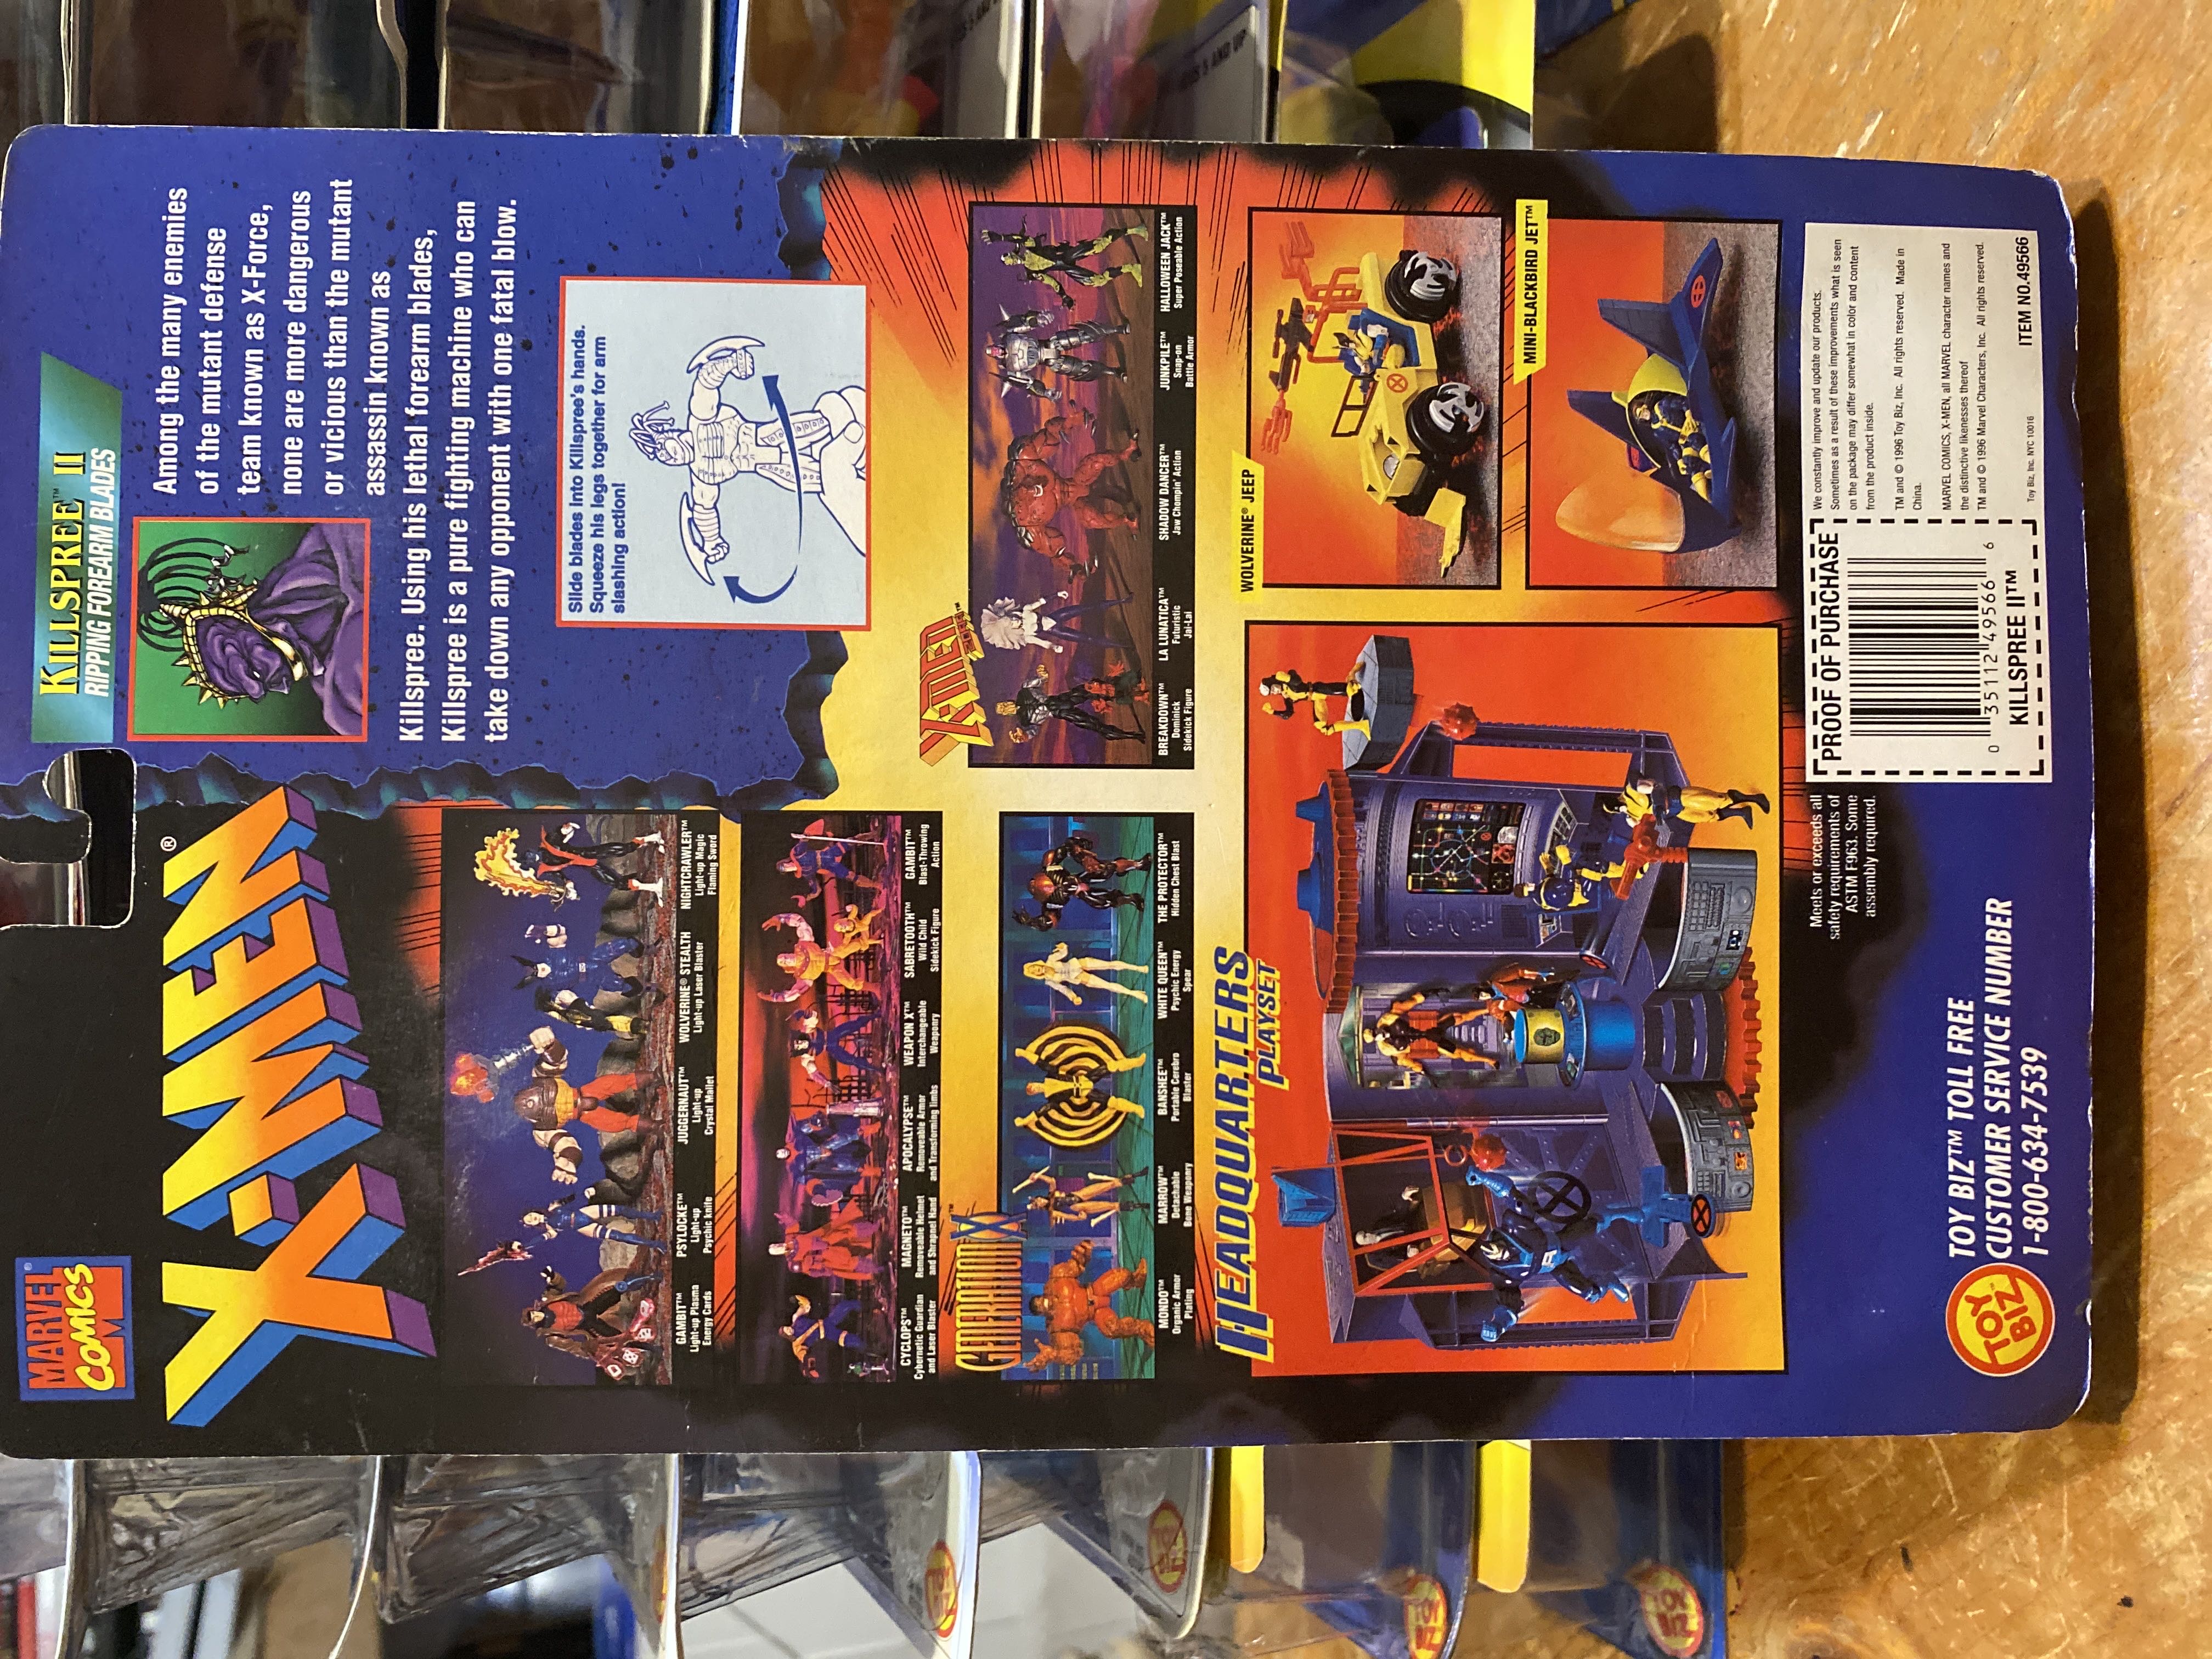 MARVEL
COMICS
X-MEN®
KILLSPREE™ II
RIPPING FOREARM BLADES
Among the many enemies
of the mutant defense
team known as X-Force,
none are more dangerous
or vicious than the mutant
assassin known as
Killspree. Using his lethal forearm blades,
Killspree is a pure fighting machine who can
take down any opponent with one fatal blow.
Slide blades into Killspree's hands.
Squeeze his legs together for arm
slashing action!
GAMBIT™
Light-up Plasma
Energy Cards
PSYLOCKE™
Light-up
Psychic Knife
JUGGERNAUT™
Light-up
Crystal Mallet
WOLVERINE® STEALTH
Light-up Laser Blaster
NIGHTCRAWLER™
Light-up Magic
Flaming Sword
CYCLOPS™
Cybernetic Guardian
and Laser Blaster
MAGNETO™
Removeable Helmet
and Shrapnel Hand
APOCALYPSE™
Removeable Armor
and Transforming limbs
WEAPON X™
Interchangeable
Weaponry
SABRETOOTH™
Wild Child
Sidekick Figure
GAMBIT™
Blast-Throwing
Action
X-MEN
BREAKDOWN™
Dominick
Sidekick Figure
LA LUNATICA™
Futuristic
Jai-Lai
SHADOW DANCER™
Jaw Chompin' Action
JUNKPILE™
Snap-on
Battle Armor
HALLOWEEN JACK™
Super Poseable Action
GENERATION X™
MONDO™
Organic Armor
Plating
MARROW™
Detachable
Bone Weaponry
BANSHEE™
Portable Cerebro
Blaster
WHITE QUEEN™
Psychic Energy
Spear
THE PROTECTOR™
Hidden Chest Blast
HEADQUARTERS
PLAYSET
WOLVERINE® JEEP
MINI-BLACKBIRD JET™
TOY BIZ™ TOLL FREE
CUSTOMER SERVICE NUMBER
1-800-634-7539
TOY
BIZ
Meets or exceeds all
safety requirements of
ASTM F963. Some
assembly required.
PROOF OF PURCHASE
0 35112 49566 6
KILLSPREE II™
We constantly improve and update our products.
Sometimes as a result of these improvements what is seen
on the package may differ somewhat in color and content
from the product inside.
TM and © 1996 Toy Biz, Inc. All rights reserved. Made in
China.
MARVEL COMICS, X-MEN, all MARVEL character names and
the distinctive likenesses thereof
TM and © 1996 Marvel Characters, Inc. All rights reserved.
Toy Biz, Inc. NYC 10016
ITEM NO.49566
5 AND UP
TOY
BIZ
TOY
BIZ
TOY
BIZ
TOY
BIZ